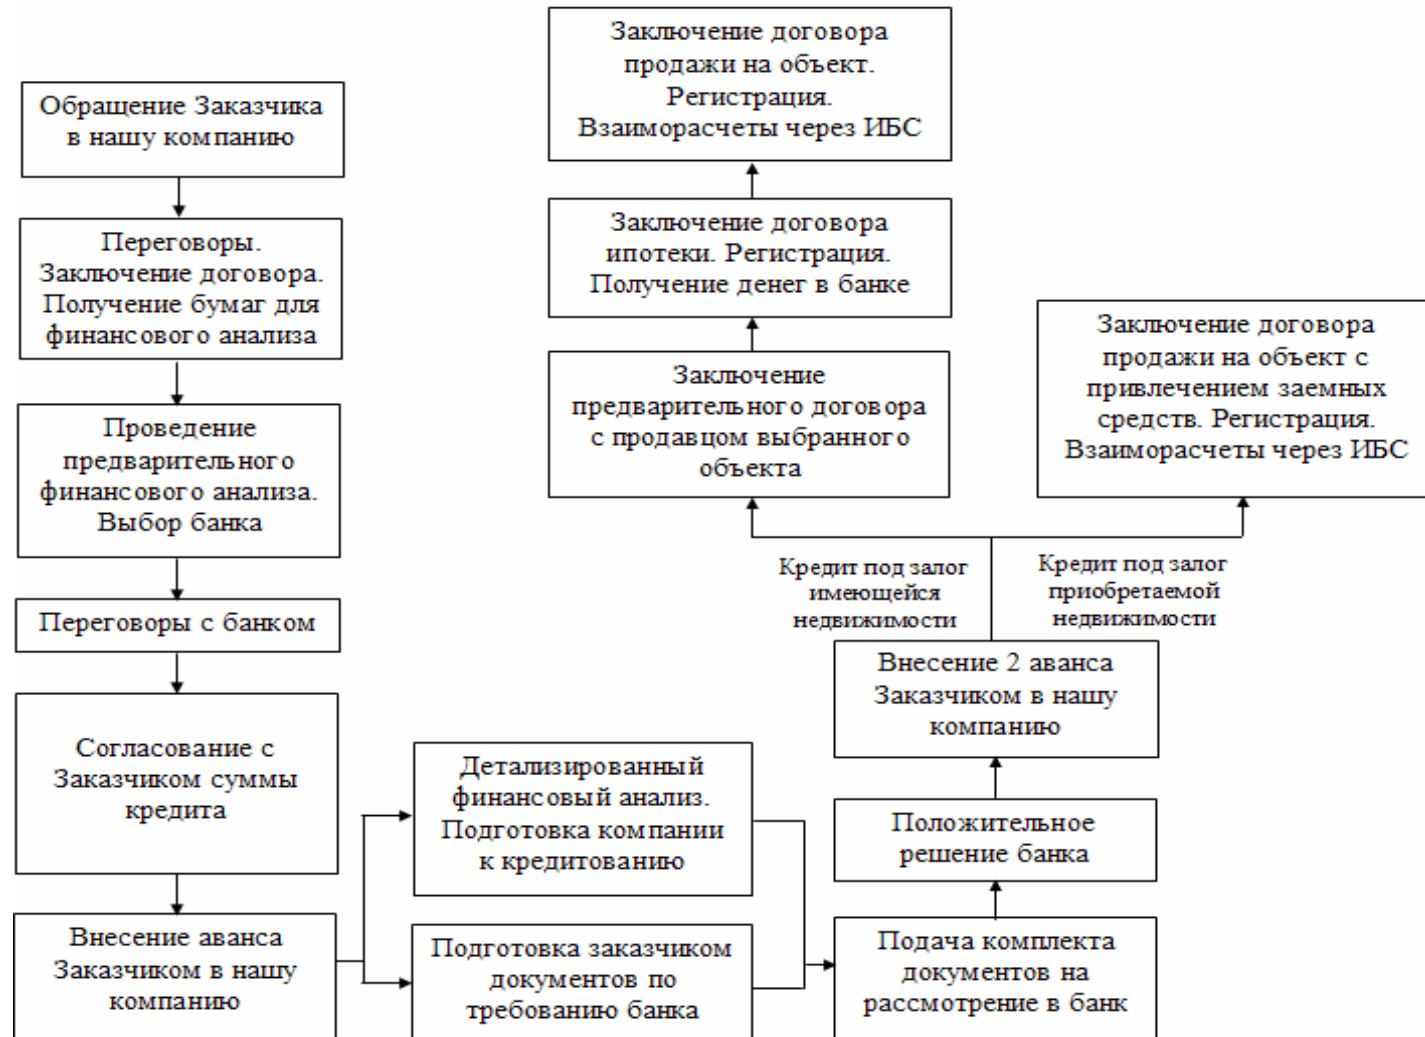 Обращение Заказчика
в нашу компанию
Переговоры.
Заключение договора.
Получение бумаг для
финансового анализа
Проведение
предварительного
финансового анализа.
Выбор банка
Переговоры с банком
Согласование с
Заказчиком суммы
кредита
Внесение аванса
Заказчиком в нашу
компанию
Детализированный
финансовый анализ.
Подготовка компании
к кредитованию
Подготовка заказчиком
документов по
требованию банка
Подача комплекта
документов на
рассмотрение в банк
Положительное
решение банка
Внесение 2 аванса
Заказчиком в нашу
компанию
Кредит под залог
имеющейся
недвижимости
Кредит под залог
приобретаемой
недвижимости
Заключение
предварительного договора
с продавцом выбранного
объекта
Заключение договора
ипотеки. Регистрация.
Получение денег в банке
Заключение договора
продажи на объект.
Регистрация.
Взаиморасчеты через ИБС
Заключение договора
продажи на объект с
привлечением заемных
средств. Регистрация.
Взаиморасчеты через ИБС